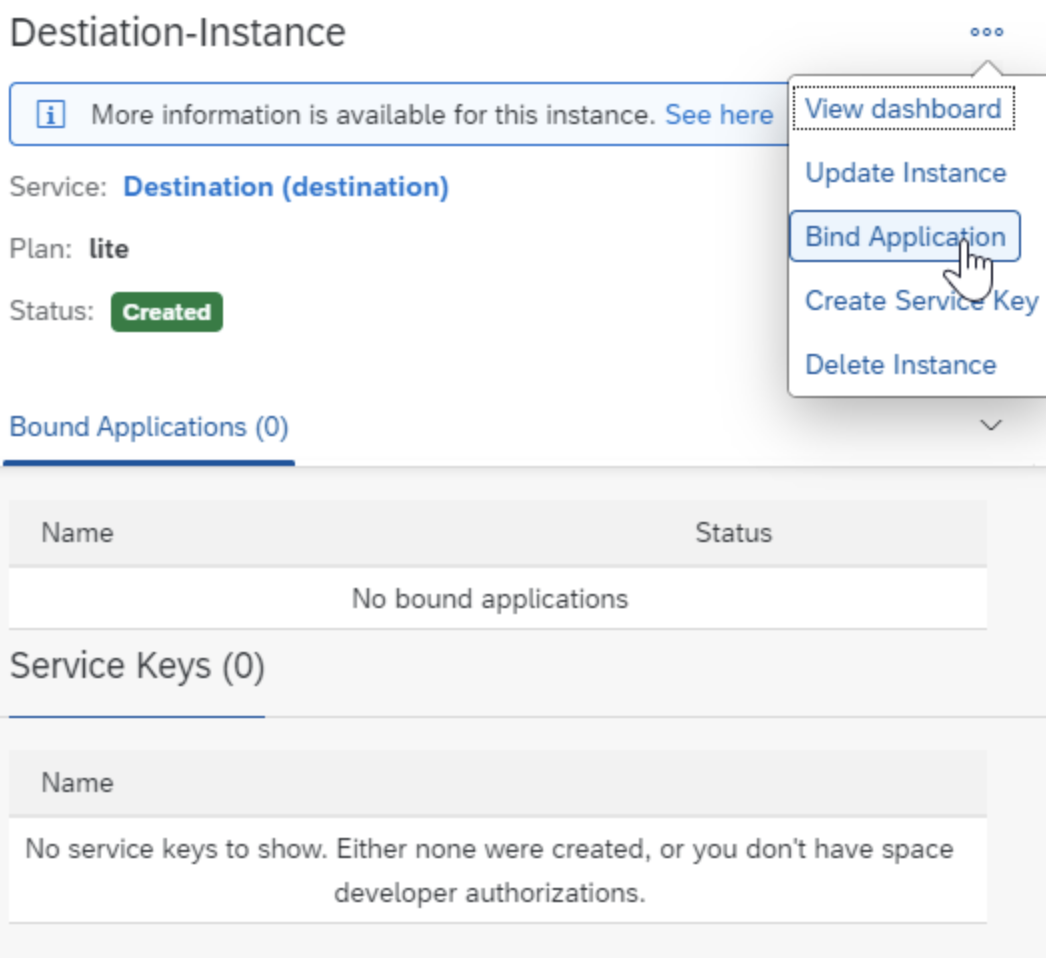 Destiation-Instance
More information is available for this instance. See here
View dashboard
Update Instance
Bind Application
Create Service Key
Delete Instance
Service: Destination (destination)
Plan: lite
Status: Created
Bound Applications (0)
Name Status
No bound applications
Service Keys (0)
Name
No service keys to show. Either none were created, or you don't have space
developer authorizations.